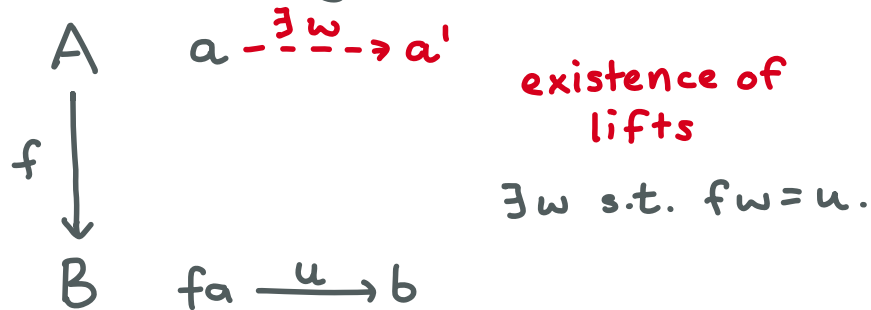 ∃ w
A a a'
existence of
lifts
f
∃ w s.t. fw = u.
u
B fa b